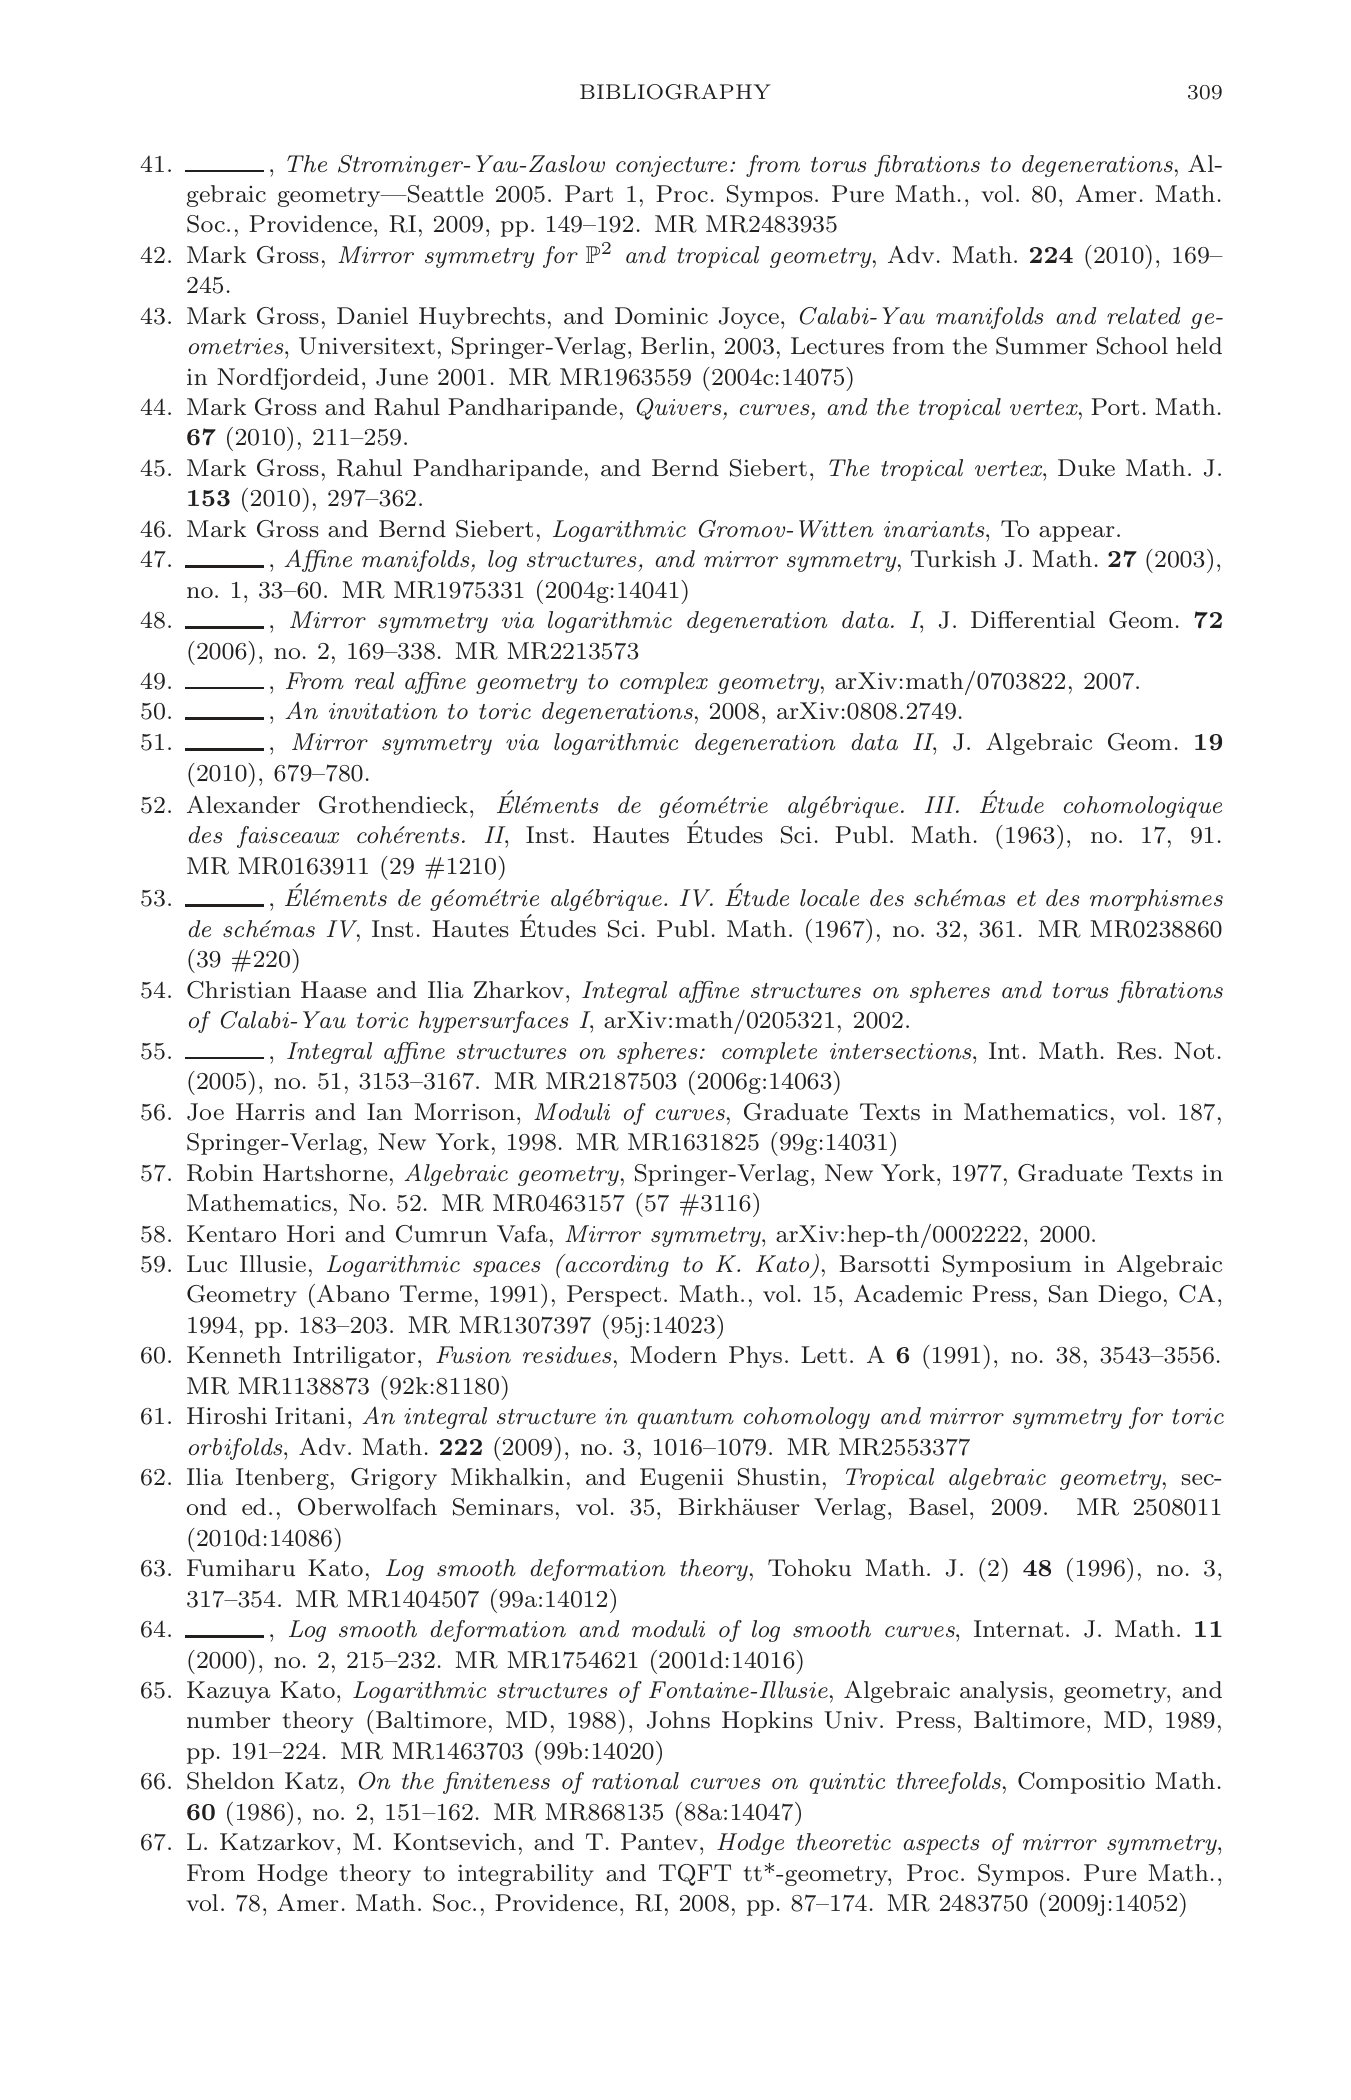 BIBLIOGRAPHY 309
41. ______, The Strominger-Yau-Zaslow conjecture: from torus fibrations to degenerations, Al-
gebraic geometry—Seattle 2005. Part 1, Proc. Sympos. Pure Math., vol. 80, Amer. Math.
Soc., Providence, RI, 2009, pp. 149–192. MR MR2483935
42. Mark Gross, Mirror symmetry for ℙ² and tropical geometry, Adv. Math. 224 (2010), 169–
245.
43. Mark Gross, Daniel Huybrechts, and Dominic Joyce, Calabi-Yau manifolds and related ge-
ometries, Universitext, Springer-Verlag, Berlin, 2003, Lectures from the Summer School held
in Nordfjordeid, June 2001. MR MR1963559 (2004c:14075)
44. Mark Gross and Rahul Pandharipande, Quivers, curves, and the tropical vertex, Port. Math.
67 (2010), 211–259.
45. Mark Gross, Rahul Pandharipande, and Bernd Siebert, The tropical vertex, Duke Math. J.
153 (2010), 297–362.
46. Mark Gross and Bernd Siebert, Logarithmic Gromov-Witten inariants, To appear.
47. ______, Affine manifolds, log structures, and mirror symmetry, Turkish J. Math. 27 (2003),
no. 1, 33–60. MR MR1975331 (2004g:14041)
48. ______, Mirror symmetry via logarithmic degeneration data. I, J. Differential Geom. 72
(2006), no. 2, 169–338. MR MR2213573
49. ______, From real affine geometry to complex geometry, arXiv:math/0703822, 2007.
50. ______, An invitation to toric degenerations, 2008, arXiv:0808.2749.
51. ______, Mirror symmetry via logarithmic degeneration data II, J. Algebraic Geom. 19
(2010), 679–780.
52. Alexander Grothendieck, Éléments de géométrie algébrique. III. Étude cohomologique
des faisceaux cohérents. II, Inst. Hautes Études Sci. Publ. Math. (1963), no. 17, 91.
MR MR0163911 (29 #1210)
53. ______, Éléments de géométrie algébrique. IV. Étude locale des schémas et des morphismes
de schémas IV, Inst. Hautes Études Sci. Publ. Math. (1967), no. 32, 361. MR MR0238860
(39 #220)
54. Christian Haase and Ilia Zharkov, Integral affine structures on spheres and torus fibrations
of Calabi-Yau toric hypersurfaces I, arXiv:math/0205321, 2002.
55. ______, Integral affine structures on spheres: complete intersections, Int. Math. Res. Not.
(2005), no. 51, 3153–3167. MR MR2187503 (2006g:14063)
56. Joe Harris and Ian Morrison, Moduli of curves, Graduate Texts in Mathematics, vol. 187,
Springer-Verlag, New York, 1998. MR MR1631825 (99g:14031)
57. Robin Hartshorne, Algebraic geometry, Springer-Verlag, New York, 1977, Graduate Texts in
Mathematics, No. 52. MR MR0463157 (57 #3116)
58. Kentaro Hori and Cumrun Vafa, Mirror symmetry, arXiv:hep-th/0002222, 2000.
59. Luc Illusie, Logarithmic spaces (according to K. Kato), Barsotti Symposium in Algebraic
Geometry (Abano Terme, 1991), Perspect. Math., vol. 15, Academic Press, San Diego, CA,
1994, pp. 183–203. MR MR1307397 (95j:14023)
60. Kenneth Intriligator, Fusion residues, Modern Phys. Lett. A 6 (1991), no. 38, 3543–3556.
MR MR1138873 (92k:81180)
61. Hiroshi Iritani, An integral structure in quantum cohomology and mirror symmetry for toric
orbifolds, Adv. Math. 222 (2009), no. 3, 1016–1079. MR MR2553377
62. Ilia Itenberg, Grigory Mikhalkin, and Eugenii Shustin, Tropical algebraic geometry, sec-
ond ed., Oberwolfach Seminars, vol. 35, Birkhäuser Verlag, Basel, 2009. MR 2508011
(2010d:14086)
63. Fumiharu Kato, Log smooth deformation theory, Tohoku Math. J. (2) 48 (1996), no. 3,
317–354. MR MR1404507 (99a:14012)
64. ______, Log smooth deformation and moduli of log smooth curves, Internat. J. Math. 11
(2000), no. 2, 215–232. MR MR1754621 (2001d:14016)
65. Kazuya Kato, Logarithmic structures of Fontaine-Illusie, Algebraic analysis, geometry, and
number theory (Baltimore, MD, 1988), Johns Hopkins Univ. Press, Baltimore, MD, 1989,
pp. 191–224. MR MR1463703 (99b:14020)
66. Sheldon Katz, On the finiteness of rational curves on quintic threefolds, Compositio Math.
60 (1986), no. 2, 151–162. MR MR868135 (88a:14047)
67. L. Katzarkov, M. Kontsevich, and T. Pantev, Hodge theoretic aspects of mirror symmetry,
From Hodge theory to integrability and TQFT tt*-geometry, Proc. Sympos. Pure Math.,
vol. 78, Amer. Math. Soc., Providence, RI, 2008, pp. 87–174. MR 2483750 (2009j:14052)